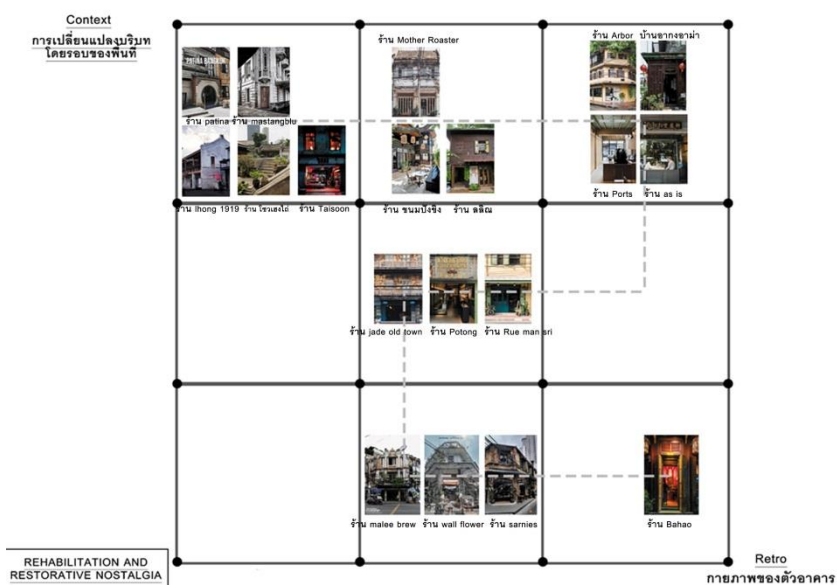 Context
การเปลี่ยนแปลงบริบท
โดยรอบของพื้นที่
ร้าน Mother Roaster
ร้าน Arbor บ้านอากงอาม่า
PATINA BANGKOK
ร้าน patina ร้าน mastangblu
ร้าน lhong 1919 ร้าน โซวเฮงไถ่ ร้าน Taisoon
ร้าน ขนมปังขิง ร้าน ลลิณ
ร้าน Ports ร้าน as is
ร้าน jade old town ร้าน Potong ร้าน Rue man sri
ร้าน malee brew ร้าน wall flower ร้าน sarnies
ร้าน Bahao
REHABILITATION AND
RESTORATIVE NOSTALGIA
Retro
กายภาพของตัวอาคาร